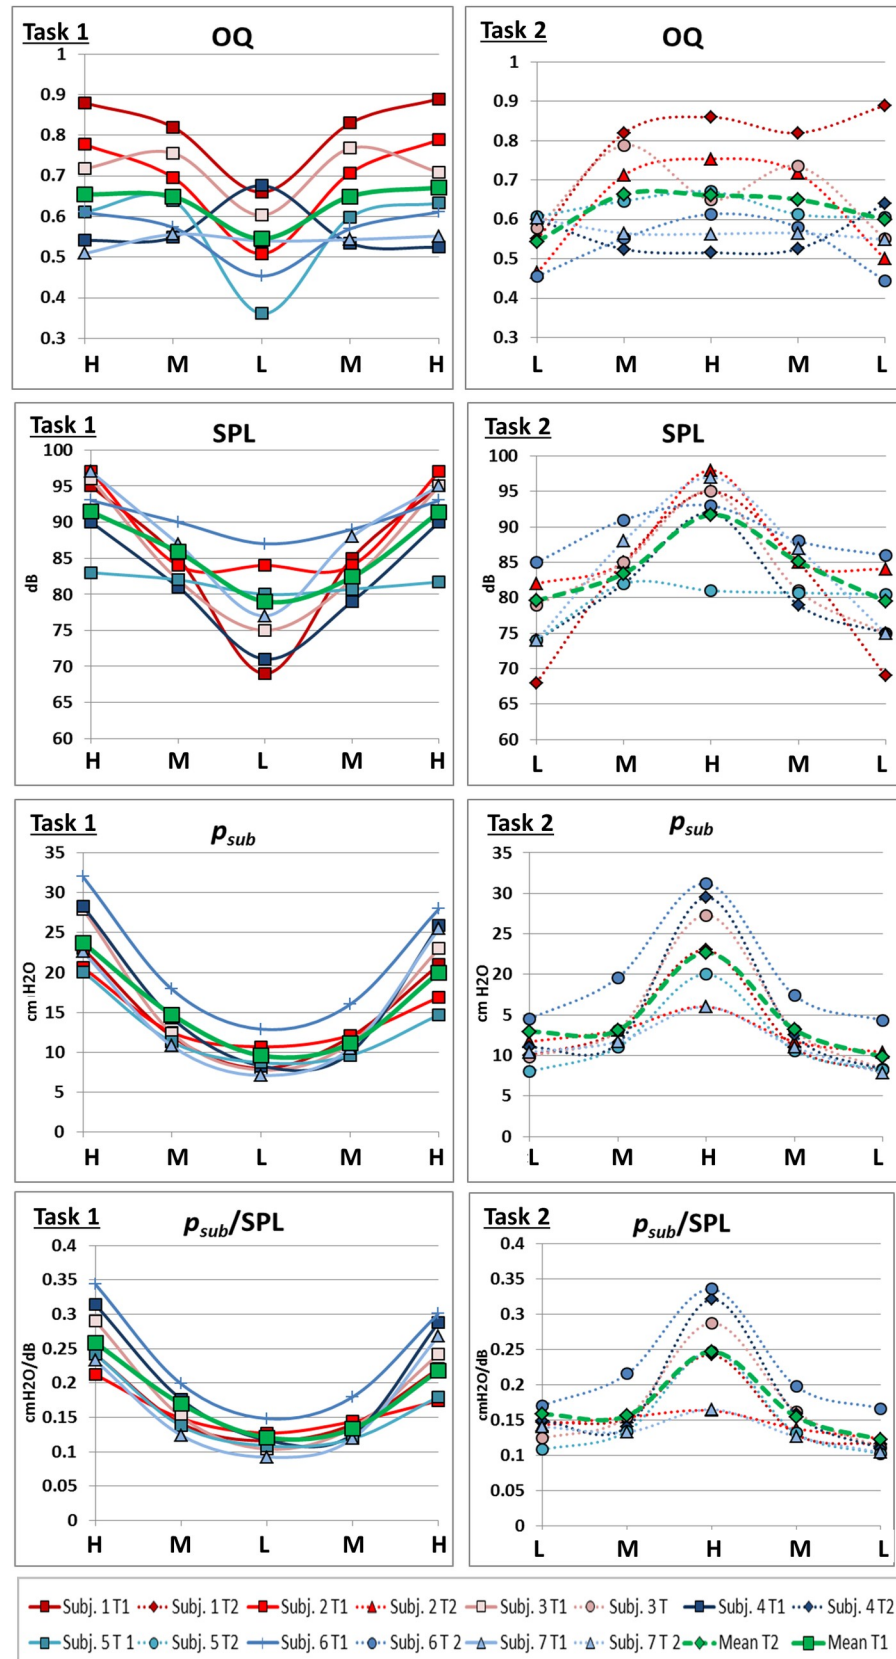 Task 1
OQ
1
0.9
0.8
0.7
0.6
0.5
0.4
0.3
H M L M H
Task 2
OQ
1
0.9
0.8
0.7
0.6
0.5
0.4
0.3
L M H M L
Task 1
SPL
100
95
90
85
80
75
70
65
60
dB
H M L M H
Task 2
SPL
100
95
90
85
80
75
70
65
60
dB
L M H M L
Task 1
psub
35
30
25
20
15
10
5
0
cm H2O
H M L M H
Task 2
psub
35
30
25
20
5
10
5
0
cm H2O
L M H M L
Task 1
psub/SPL
0.4
0.35
0.3
0.25
0.2
0.15
0.1
0.05
0
cmH2O/dB
H M L M H
Task 2
psub/SPL
0.4
0.35
0.3
0.25
0.2
0.15
0.1
0.05
0
cmH2O/dB
L M H M L
Subj. 1 T1 Subj. 1 T2 Subj. 2 T1 Subj. 2 T2 Subj. 3 T1 Subj. 3 T Subj. 4 T1 Subj. 4 T2
Subj. 5 T 1 Subj. 5 T2 Subj. 6 T1 Subj. 6 T 2 Subj. 7 T1 Subj. 7 T 2 Mean T2 Mean T1